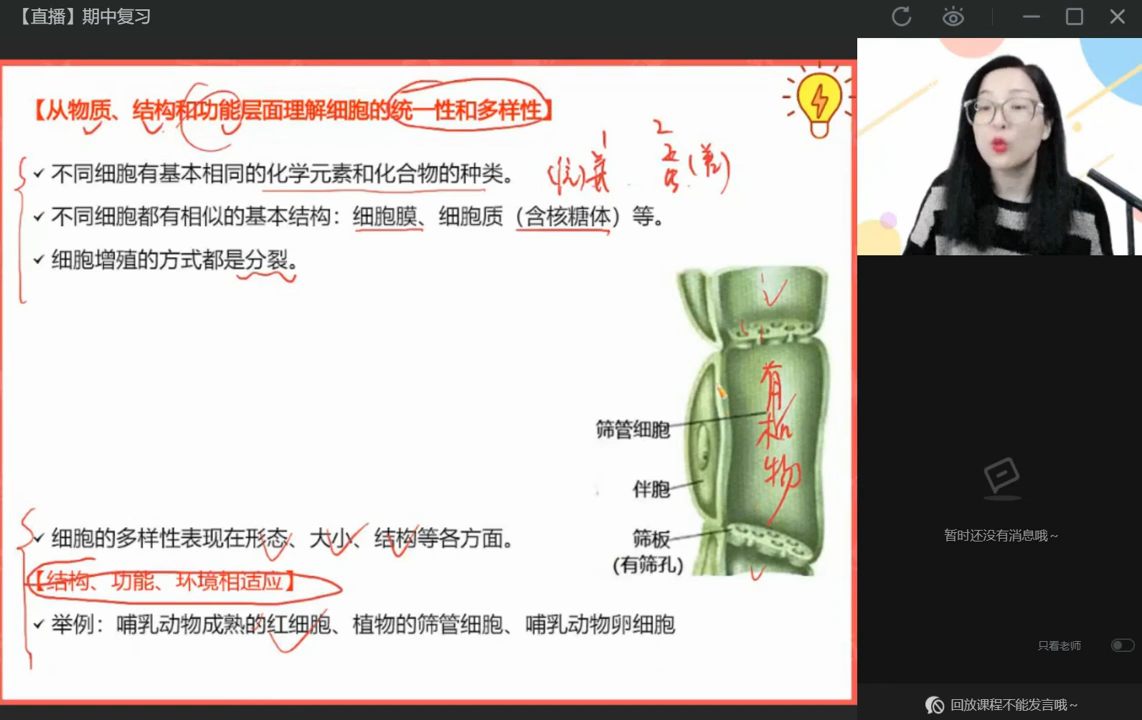 【直播】期中复习
【从物质、结构和功能层面理解细胞的统一性和多样性】
不同细胞有基本相同的化学元素和化合物的种类。
1
2
不同细胞都有相似的基本结构：细胞膜、细胞质（含核糖体）等。
细胞增殖的方式都是分裂。
有机物
筛管细胞
伴胞
筛板
(有筛孔)
细胞的多样性表现在形态、大小、结构等各方面。
【结构、功能、环境相适应】
举例：哺乳动物成熟的红细胞、植物的筛管细胞、哺乳动物卵细胞
暂时还没有消息哦～
只看老师
回放课程不能发言哦～